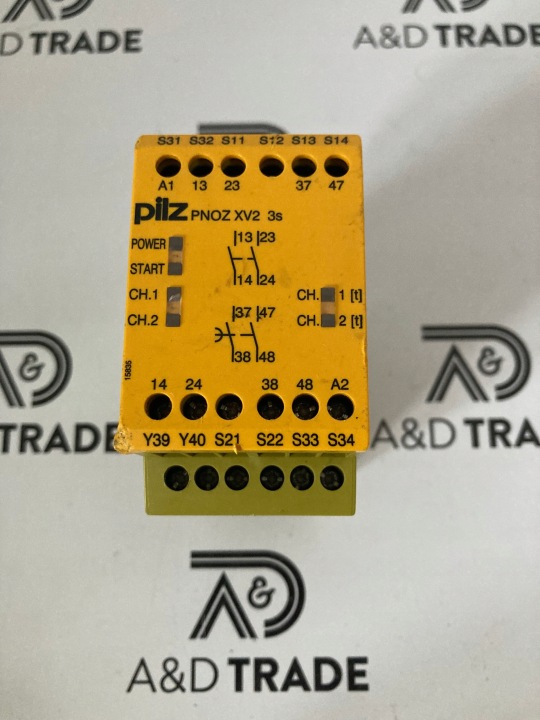 A&D TRADE
A&D TRADE
S31 S32 S11 S12 S13 S14
A1 13 23 37 47
pilz PNOZ XV2 3s
POWER
START
CH.1
CH.2
13 23
14 24
37 47
38 48
CH. 1 [t]
CH. 2 [t]
15835
14 24 38 48 A2
Y39 Y40 S21 S22 S33 S34
&D TRADE
A&D TRADE
A&D TRADE